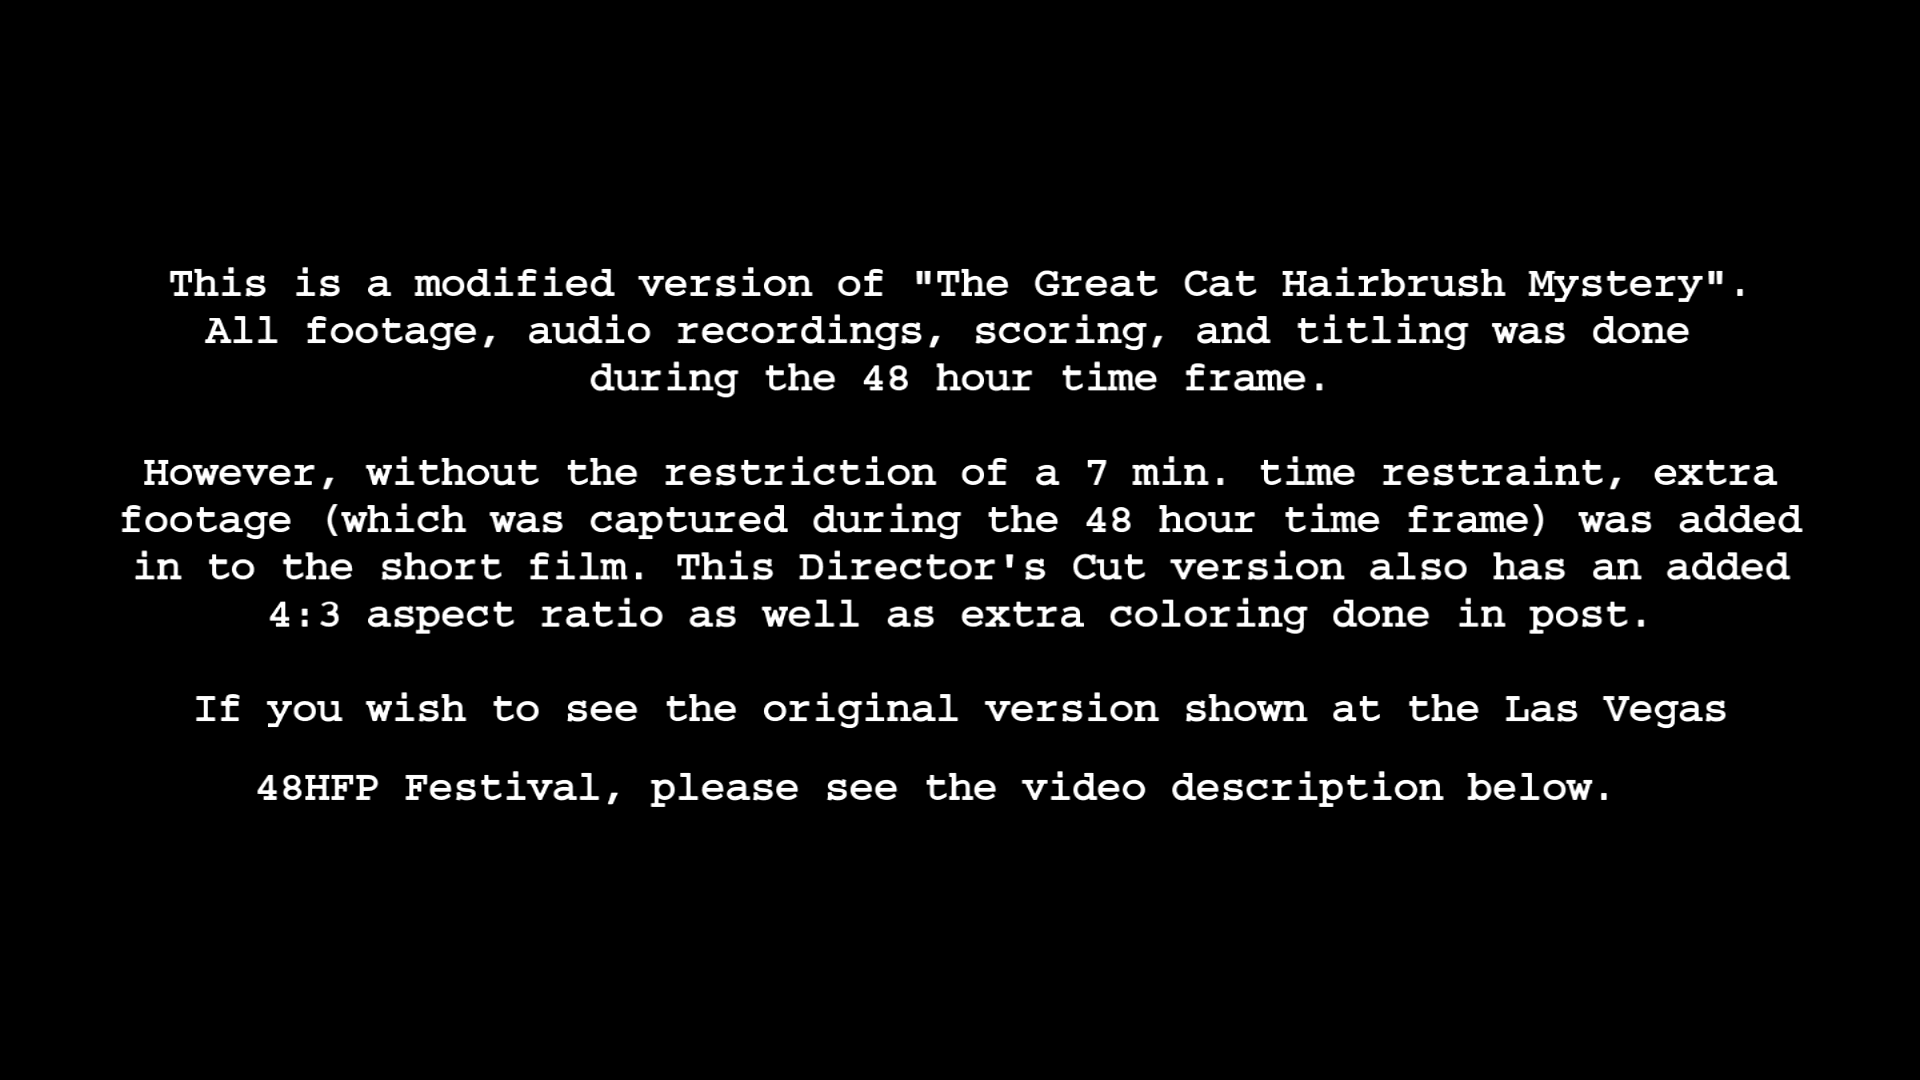 This is a modified version of "The Great Cat Hairbrush Mystery".
All footage, audio recordings, scoring, and titling was done
during the 48 hour time frame.
However, without the restriction of a 7 min. time restraint, extra
footage (which was captured during the 48 hour time frame) was added
in to the short film. This Director's Cut version also has an added
4:3 aspect ratio as well as extra coloring done in post.
If you wish to see the original version shown at the Las Vegas
48HFP Festival, please see the video description below.